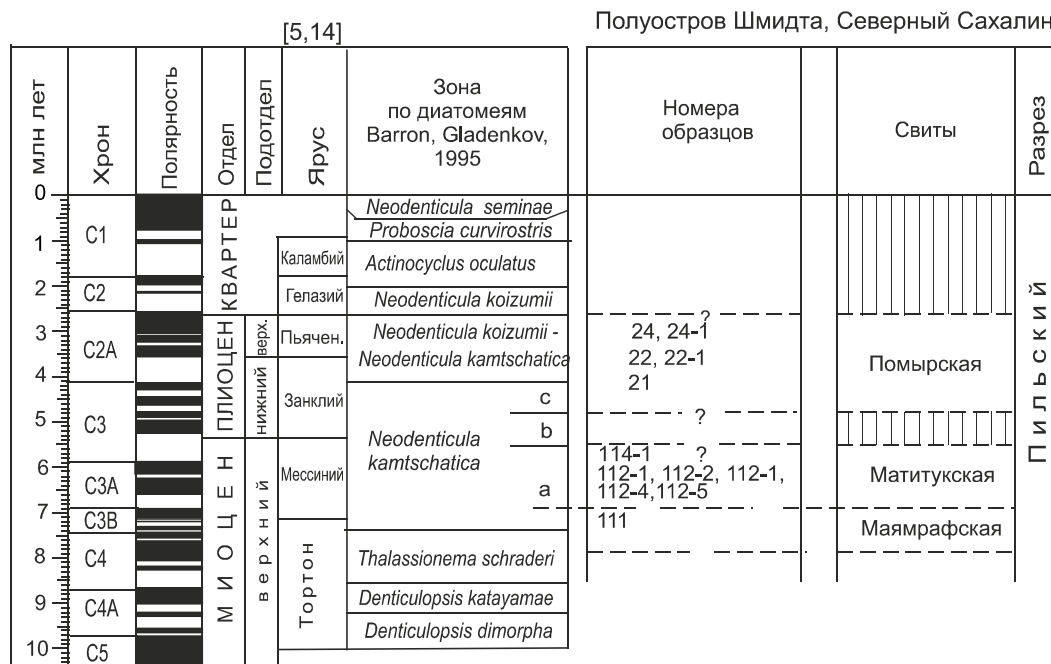 [5,14]
Полуостров Шмидта, Северный Сахалин
млн лет
Хрон
Полярность
Отдел
Подотдел
Ярус
Зона
по диатомеям
Barron, Gladenkov,
1995
Номера
образцов
Свиты
Разрез
0
1
2
3
4
5
6
7
8
9
10
C1
C2
C2A
C3
C3A
C3B
C4
C4A
C5
КВАРТЕР
ПЛИОЦЕН
МИОЦЕН
верх.
нижний
верхний
Каламбий
Гелазий
Пьячен.
Занклий
Мессиний
Тортон
Neodenticula seminae
Proboscia curvirostris
Actinocyclus oculatus
Neodenticula koizumii
Neodenticula koizumii -
Neodenticula kamtschatica
Neodenticula
kamtschatica
c
b
a
Thalassionema schraderi
Denticulopsis katayamae
Denticulopsis dimorpha
?
24, 24-1
22, 22-1
21
?
114-1 ?
112-1, 112-2, 112-1,
112-4,112-5
111
Помырская
Матитукская
Маямрафская
Пильский